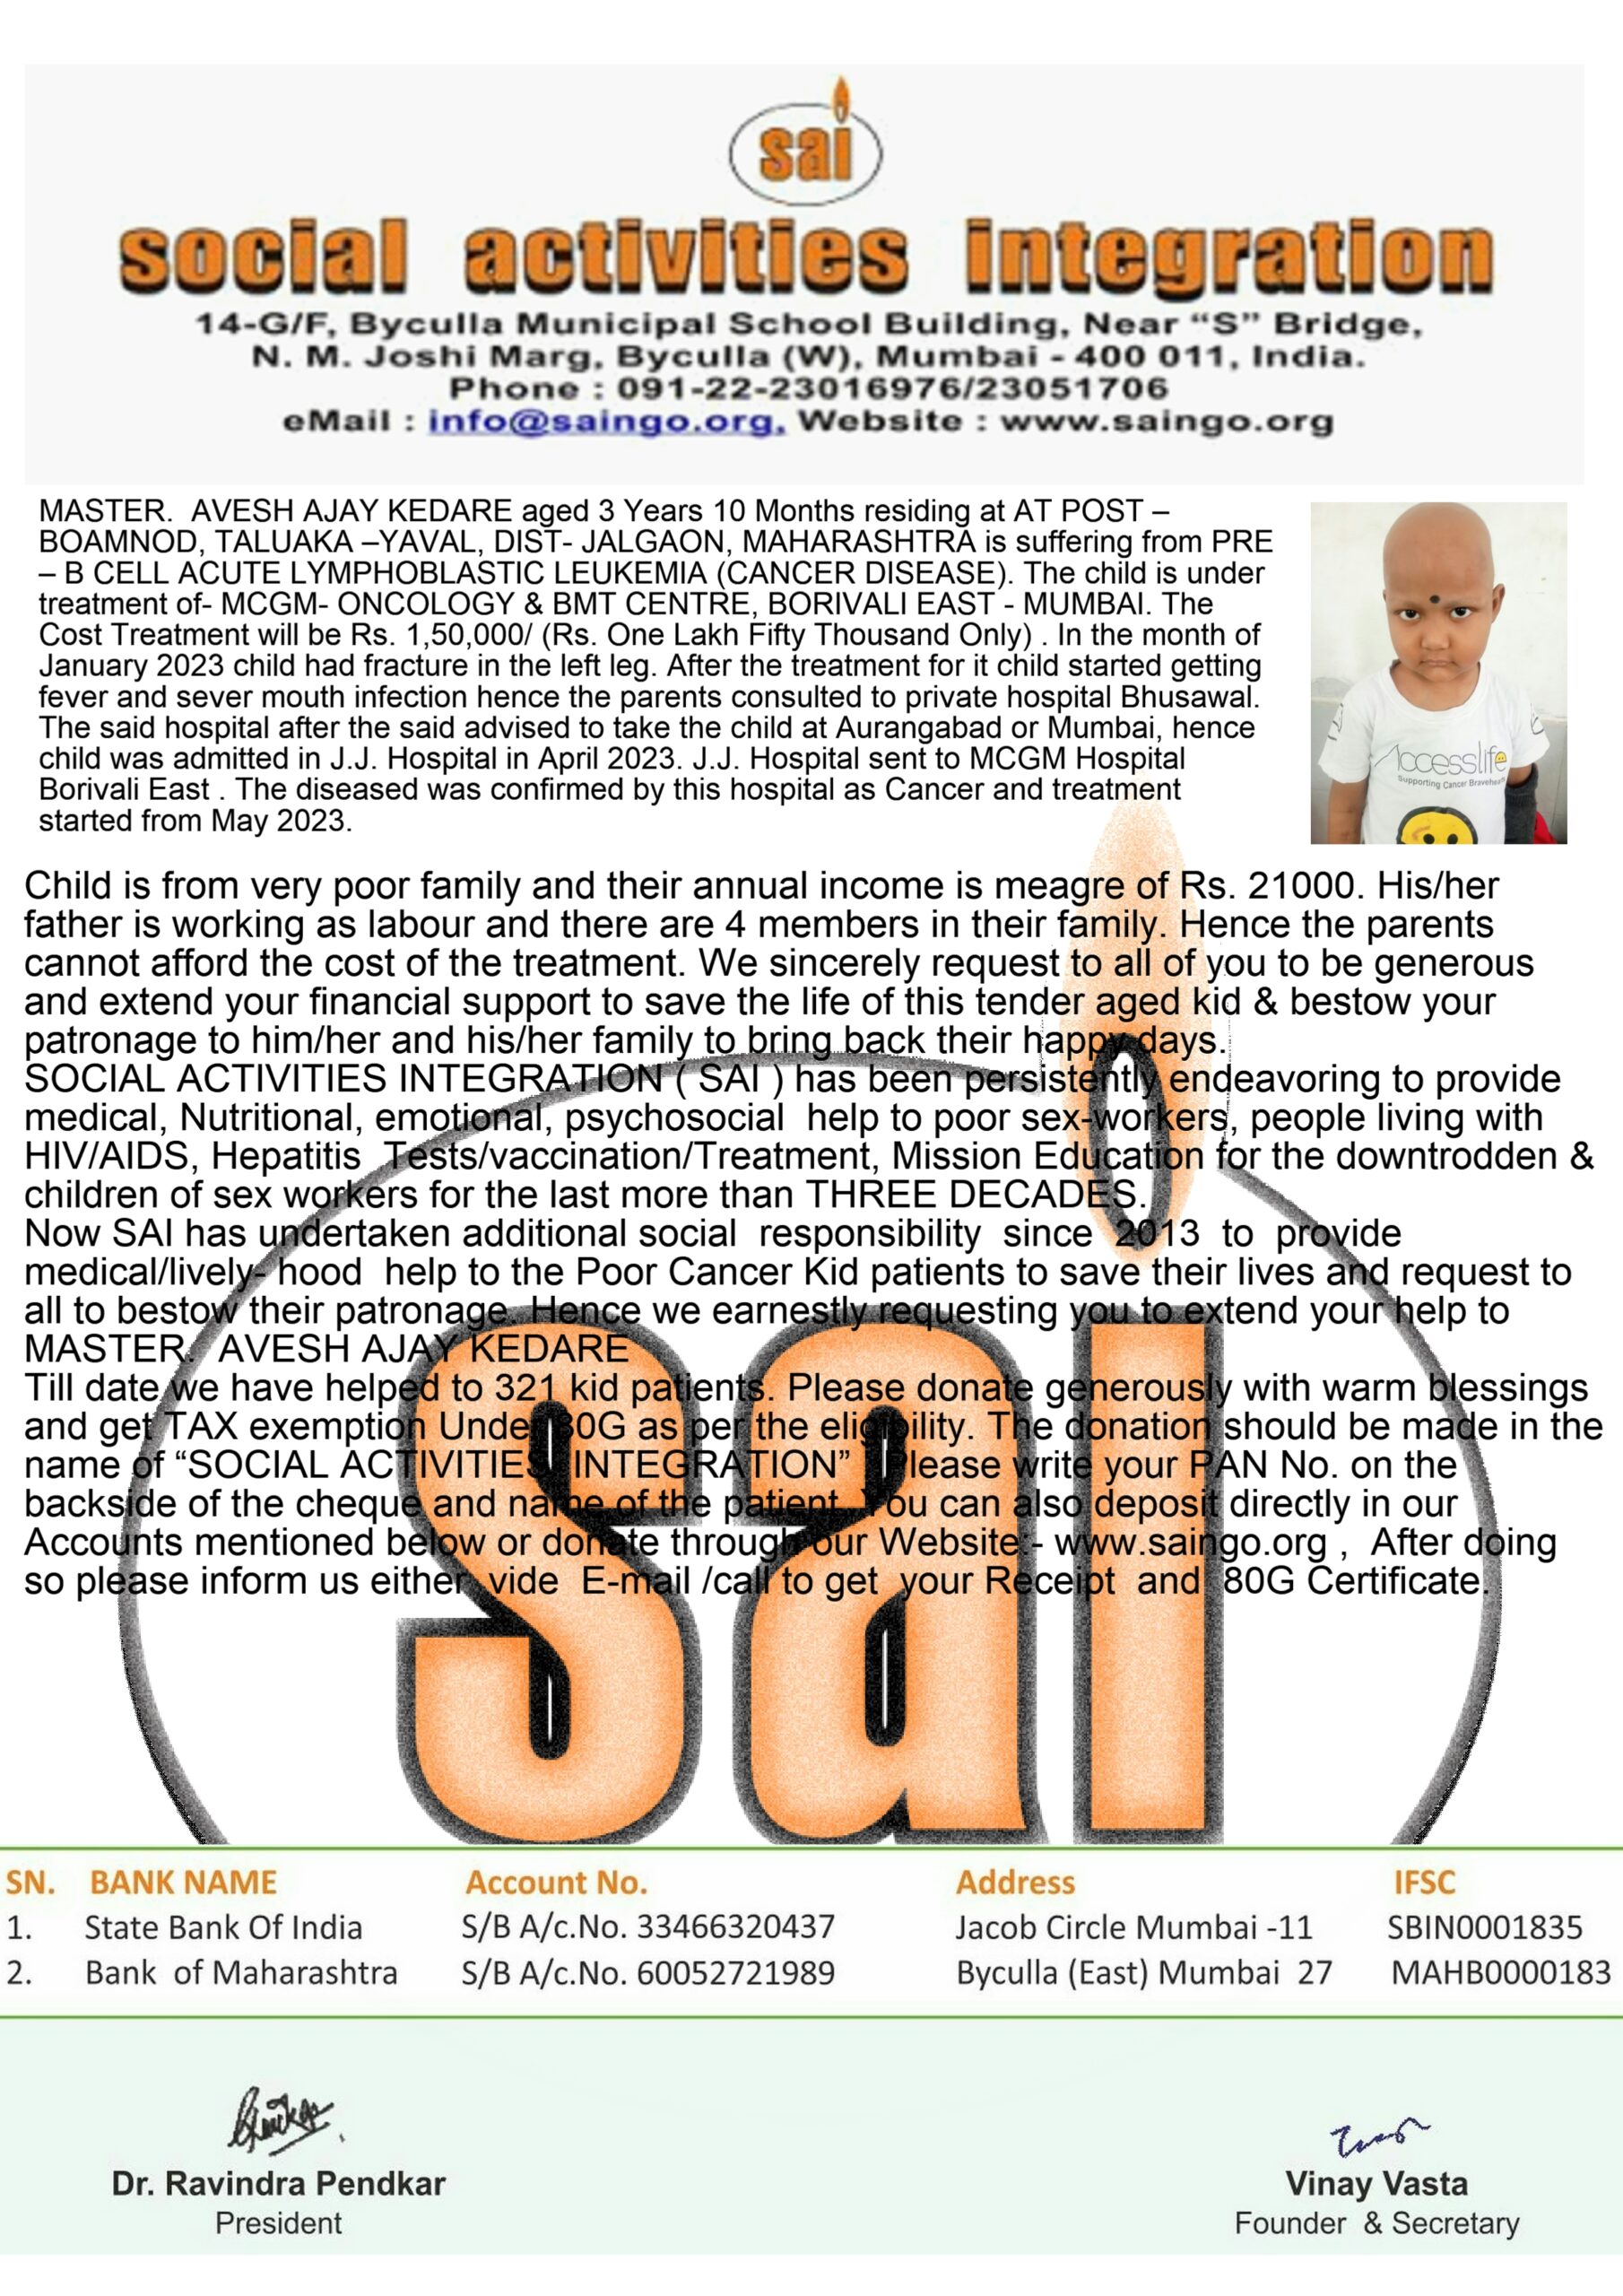 sai
social activities integration
14-G/F, Byculla Municipal School Building, Near “S” Bridge,
N. M. Joshi Marg, Byculla (W), Mumbai - 400 011, India.
Phone : 091-22-23016976/23051706
eMail : info@saingo.org, Website : www.saingo.org
MASTER. AVESH AJAY KEDARE aged 3 Years 10 Months residing at AT POST –
BOAMNOD, TALUAKA –YAVAL, DIST- JALGAON, MAHARASHTRA is suffering from PRE
– B CELL ACUTE LYMPHOBLASTIC LEUKEMIA (CANCER DISEASE). The child is under
treatment of- MCGM- ONCOLOGY & BMT CENTRE, BORIVALI EAST - MUMBAI. The
Cost Treatment will be Rs. 1,50,000/ (Rs. One Lakh Fifty Thousand Only) . In the month of
January 2023 child had fracture in the left leg. After the treatment for it child started getting
fever and sever mouth infection hence the parents consulted to private hospital Bhusawal.
The said hospital after the said advised to take the child at Aurangabad or Mumbai, hence
child was admitted in J.J. Hospital in April 2023. J.J. Hospital sent to MCGM Hospital
Borivali East . The diseased was confirmed by this hospital as Cancer and treatment
started from May 2023.
Accesslife
Supporting Cancer Bravehearts
Child is from very poor family and their annual income is meagre of Rs. 21000. His/her
father is working as labour and there are 4 members in their family. Hence the parents
cannot afford the cost of the treatment. We sincerely request to all of you to be generous
and extend your financial support to save the life of this tender aged kid & bestow your
patronage to him/her and his/her family to bring back their happy days.
SOCIAL ACTIVITIES INTEGRATION ( SAI ) has been persistently endeavoring to provide
medical, Nutritional, emotional, psychosocial help to poor sex-workers, people living with
HIV/AIDS, Hepatitis Tests/vaccination/Treatment, Mission Education for the downtrodden &
children of sex workers for the last more than THREE DECADES.
Now SAI has undertaken additional social responsibility since 2013 to provide
medical/lively- hood help to the Poor Cancer Kid patients to save their lives and request to
all to bestow their patronage. Hence we earnestly requesting you to extend your help to
MASTER. AVESH AJAY KEDARE
Till date we have helped to 321 kid patients. Please donate generously with warm blessings
and get TAX exemption Under 80G as per the eligibility. The donation should be made in the
name of “SOCIAL ACTIVITIES INTEGRATION” Please write your PAN No. on the
backside of the cheque and name of the patient. You can also deposit directly in our
Accounts mentioned below or donate through our Website:- www.saingo.org , After doing
so please inform us either vide E-mail /call to get your Receipt and 80G Certificate.
sai
SN. BANK NAME Account No. Address IFSC
1. State Bank Of India S/B A/c.No. 33466320437 Jacob Circle Mumbai -11 SBIN0001835
2. Bank of Maharashtra S/B A/c.No. 60052721989 Byculla (East) Mumbai 27 MAHB0000183
Dr. Ravindra Pendkar
President
Vinay Vasta
Founder & Secretary